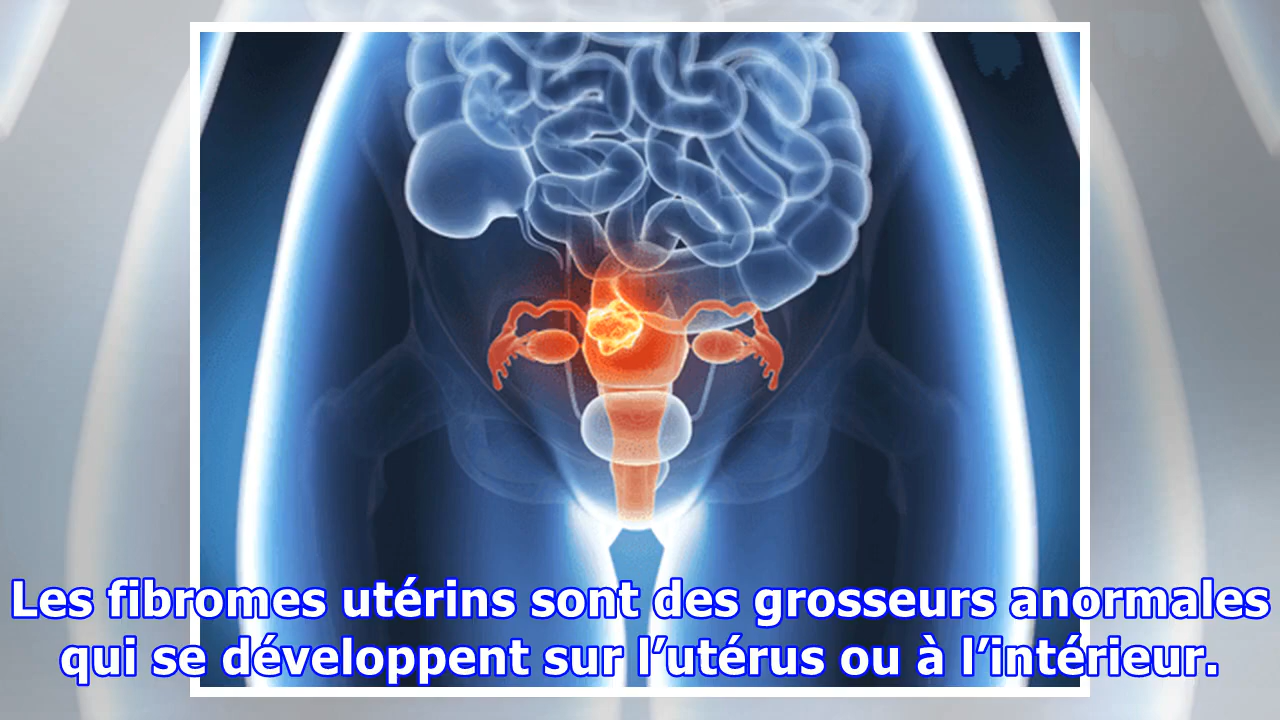 Les fibromes utérins sont des grosseurs anormales
qui se développent sur l’utérus ou à l’intérieur.